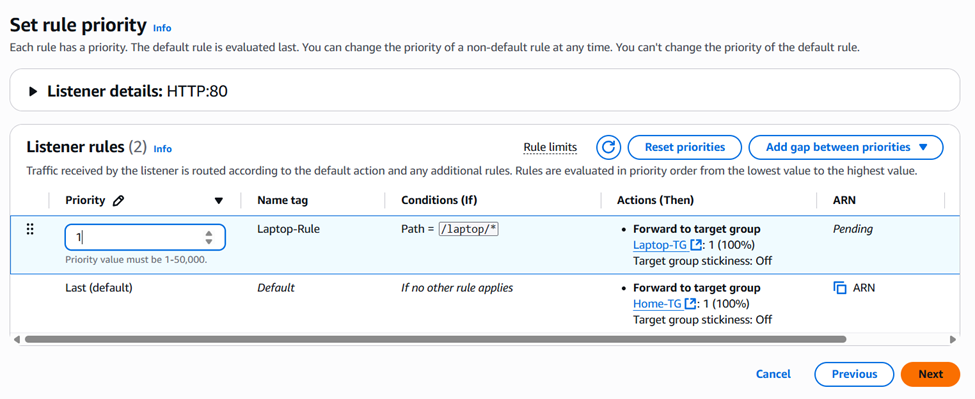 Set rule priority Info
Each rule has a priority. The default rule is evaluated last. You can change the priority of a non-default rule at any time. You can't change the priority of the default rule.
Listener details: HTTP:80
Listener rules (2) Info
Rule limits
Reset priorities
Add gap between priorities
Traffic received by the listener is routed according to the default action and any additional rules. Rules are evaluated in priority order from the lowest value to the highest value.
Priority Name tag Conditions (If) Actions (Then) ARN
1 Laptop-Rule Path = /laptop/* • Forward to target group Pending
Laptop-TG: 1 (100%)
Priority value must be 1-50,000. Target group stickiness: Off
Last (default) Default If no other rule applies • Forward to target group ARN
Home-TG: 1 (100%)
Target group stickiness: Off
Cancel Previous Next